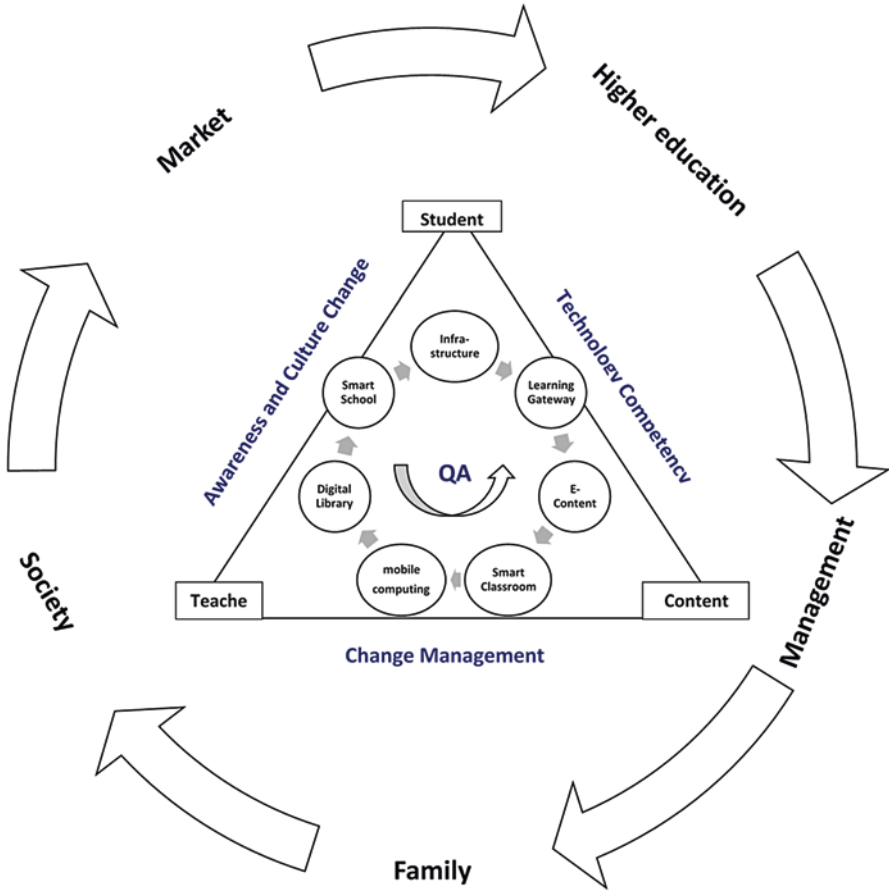 Market
Higher education
Student
Awareness and Culture Change
Technology Competency
Infra-
structure
Smart
School
Learning
Gateway
QA
Digital
Library
E-
Content
mobile
computing
Smart
Classroom
Teache
Content
Change Management
Society
Management
Family